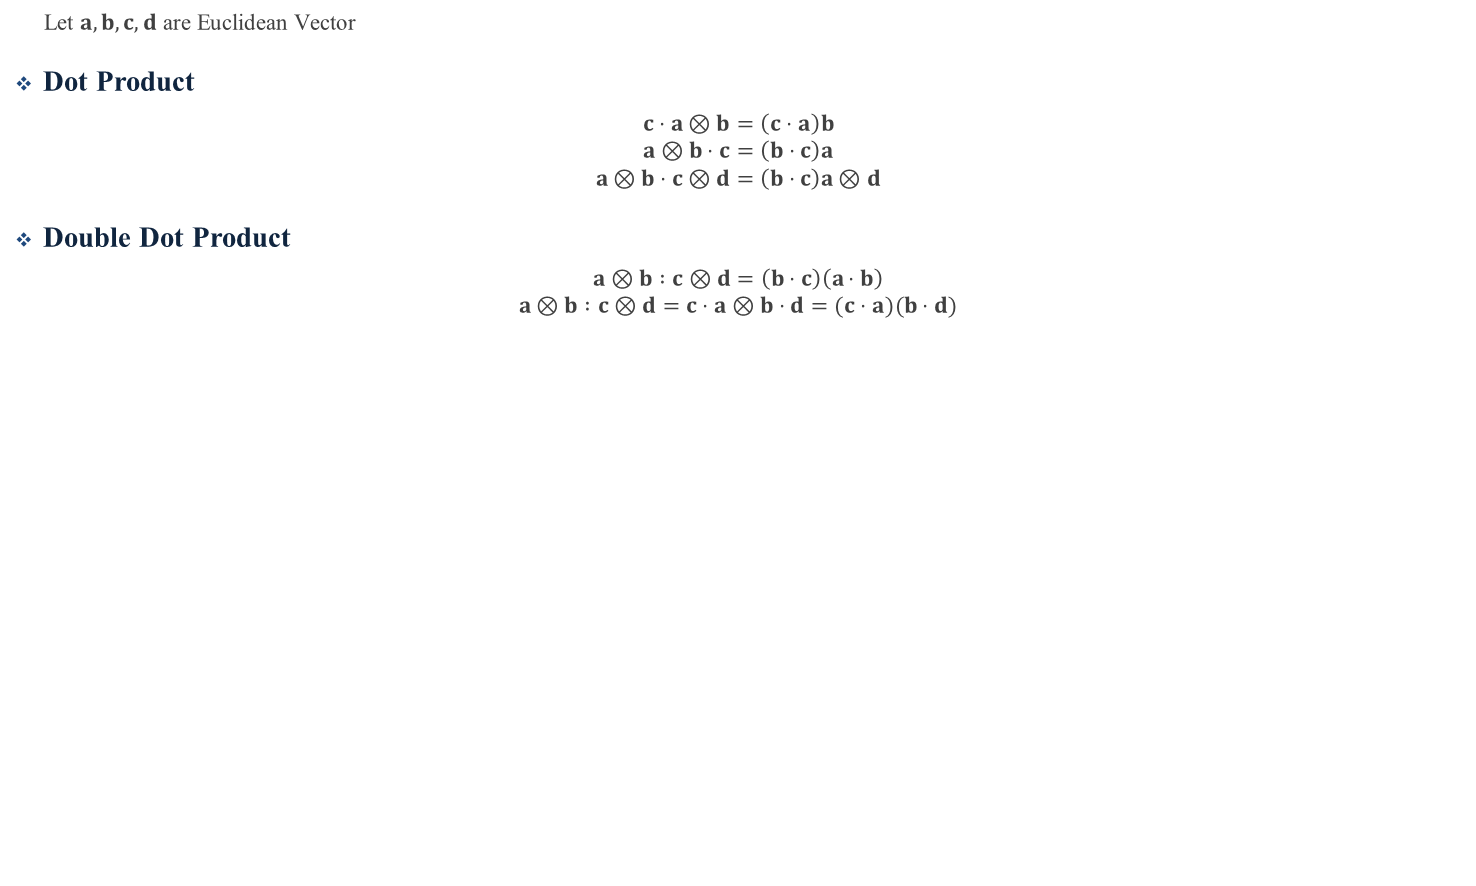 Let a, b, c, d are Euclidean Vector
❖ Dot Product
c · a ⊗ b = (c · a)b
a ⊗ b · c = (b · c)a
a ⊗ b · c ⊗ d = (b · c)a ⊗ d
❖ Double Dot Product
a ⊗ b : c ⊗ d = (b · c)(a · b)
a ⊗ b : c ⊗ d = c · a ⊗ b · d = (c · a)(b · d)